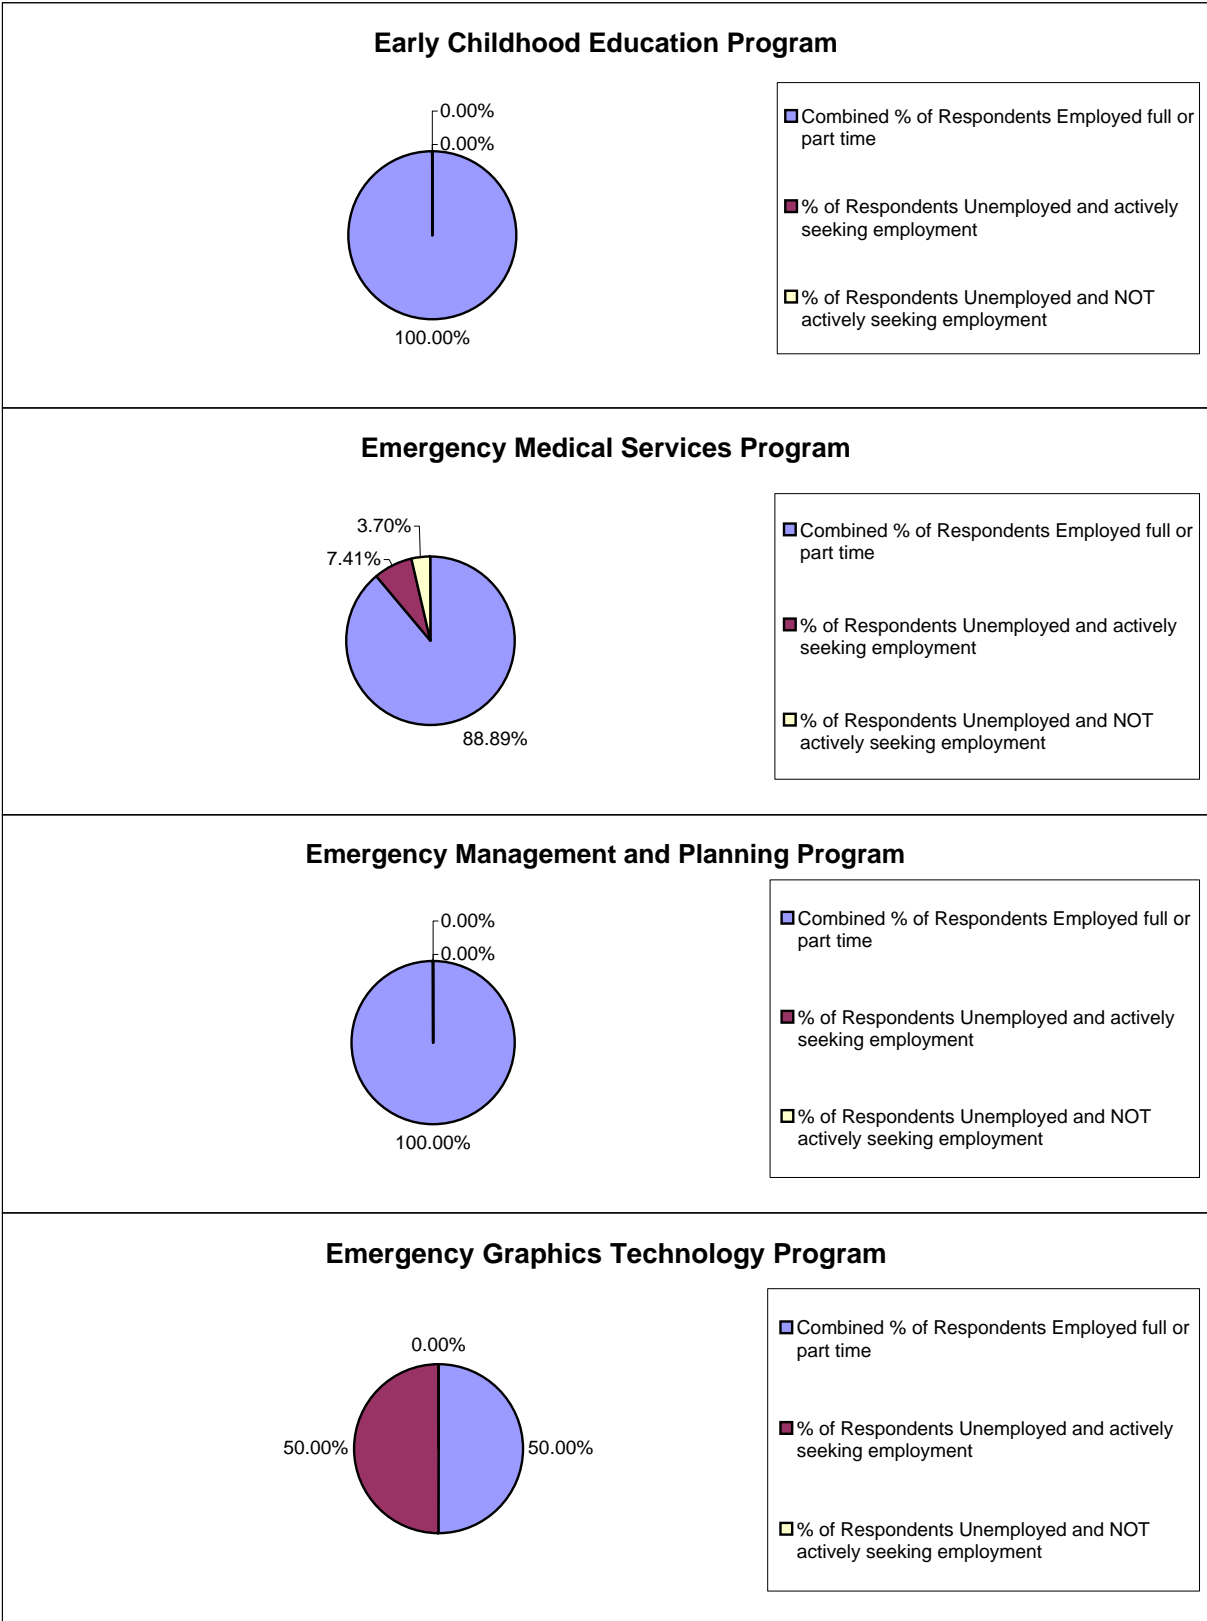 Early Childhood Education Program
0.00%
0.00%
100.00%
Combined % of Respondents Employed full or
part time
% of Respondents Unemployed and actively
seeking employment
% of Respondents Unemployed and NOT
actively seeking employment
Emergency Medical Services Program
3.70%
7.41%
88.89%
Combined % of Respondents Employed full or
part time
% of Respondents Unemployed and actively
seeking employment
% of Respondents Unemployed and NOT
actively seeking employment
Emergency Management and Planning Program
0.00%
0.00%
100.00%
Combined % of Respondents Employed full or
part time
% of Respondents Unemployed and actively
seeking employment
% of Respondents Unemployed and NOT
actively seeking employment
Emergency Graphics Technology Program
0.00%
50.00%
50.00%
Combined % of Respondents Employed full or
part time
% of Respondents Unemployed and actively
seeking employment
% of Respondents Unemployed and NOT
actively seeking employment